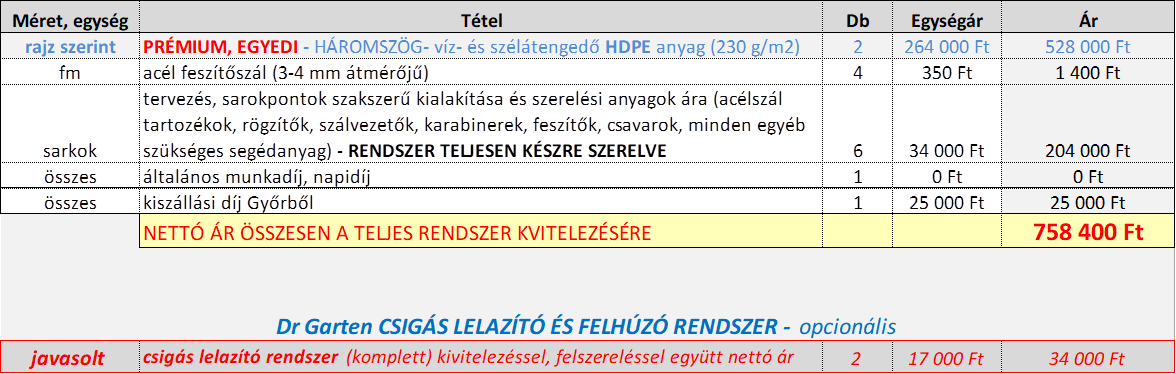 Méret, egység Tétel Db Egységár Ár
rajz szerint PRÉMIUM, EGYEDI - HÁROMSZÖG- víz- és szélátengedő HDPE anyag (230 g/m2) 2 264 000 Ft 528 000 Ft
fm acél feszítőszál (3-4 mm átmérőjű) 4 350 Ft 1 400 Ft
tervezés, sarokpontok szakszerű kialakítása és szerelési anyagok ára (acélszál
tartozékok, rögzítők, szálvezetők, karabinerek, feszítők, csavarok, minden egyéb
sarkok szükséges segédanyag) - RENDSZER TELJESEN KÉSZRE SZERELVE 6 34 000 Ft 204 000 Ft
összes általános munkadíj, napidíj 1 0 Ft 0 Ft
összes kiszállási díj Győrből 1 25 000 Ft 25 000 Ft
NETTÓ ÁR ÖSSZESEN A TELJES RENDSZER KVITELEZÉSÉRE 758 400 Ft
Dr Garten CSIGÁS LELAZÍTÓ ÉS FELHÚZÓ RENDSZER - opcionális
javasolt csigás lelazító rendszer (komplett) kivitelezéssel, felszereléssel együtt nettó ár 2 17 000 Ft 34 000 Ft